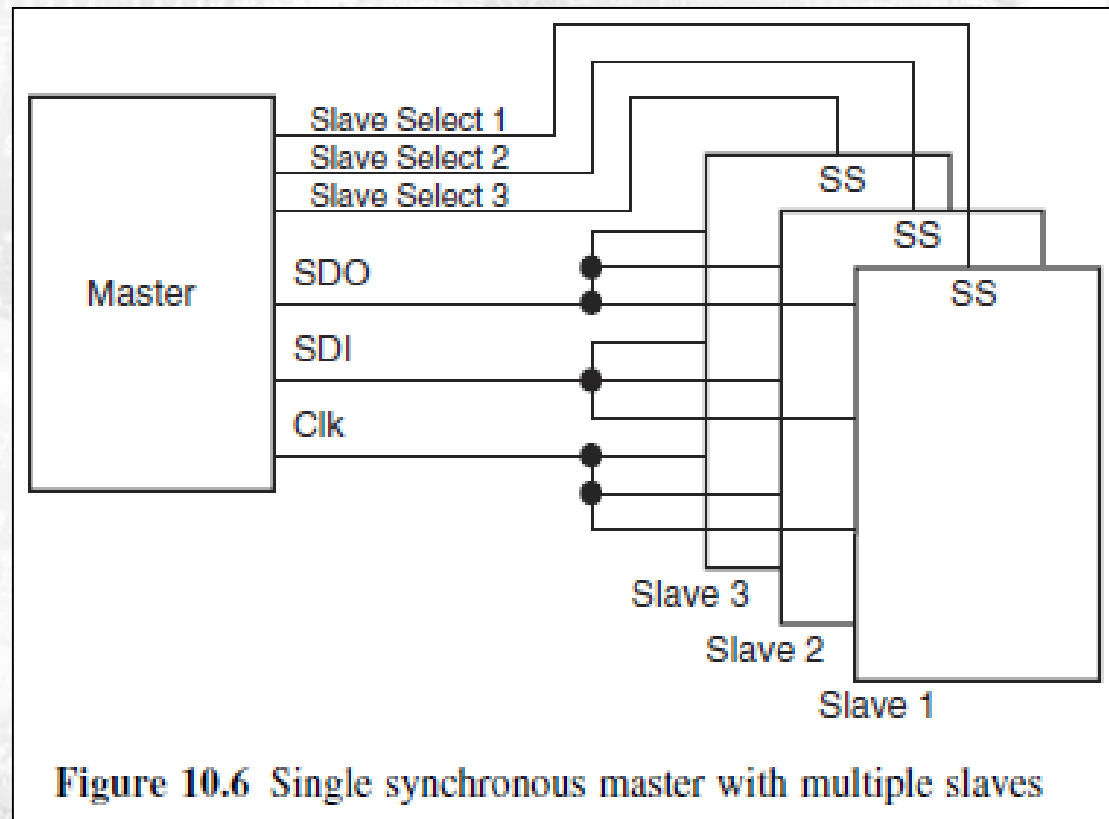 Slave Select 1
Slave Select 2
Slave Select 3
SS
SS
SS
Master
SDO
SDI
Clk
Slave 3
Slave 2
Slave 1
Figure 10.6 Single synchronous master with multiple slaves